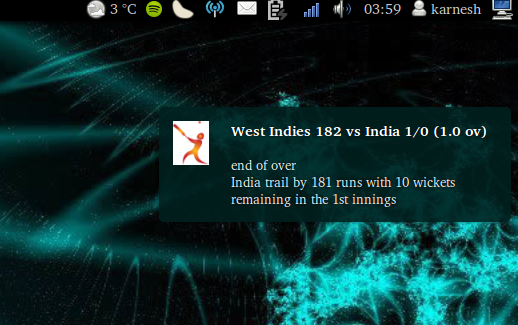 3 °C 03:59 karnesh
West Indies 182 vs India 1/0 (1.0 ov)
end of over
India trail by 181 runs with 10 wickets
remaining in the 1st innings